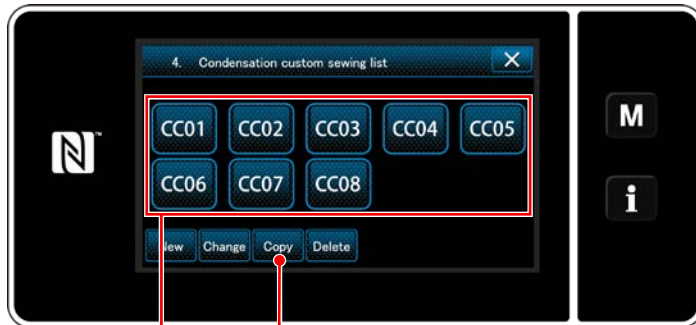 4. Condensation custom sewing list
CC01 CC02 CC03 CC04 CC05
CC06 CC07 CC08
New Change Copy Delete
M
i